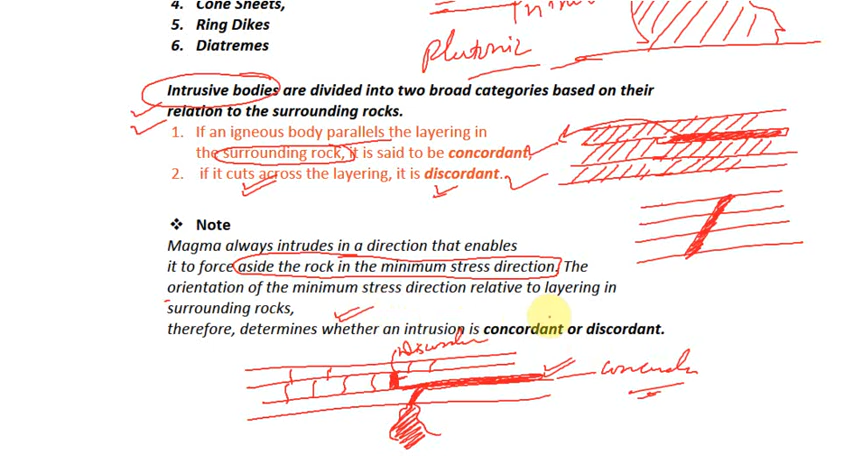 4. Cone Sheets,
5. Ring Dikes
6. Diatremes
Plutonic
Intrusive bodies are divided into two broad categories based on their
relation to the surrounding rocks.
1. If an igneous body parallels the layering in
the surrounding rock, it is said to be concordant,
2. if it cuts across the layering, it is discordant.
❖ Note
Magma always intrudes in a direction that enables
it to force aside the rock in the minimum stress direction. The
orientation of the minimum stress direction relative to layering in
surrounding rocks,
therefore, determines whether an intrusion is concordant or discordant.